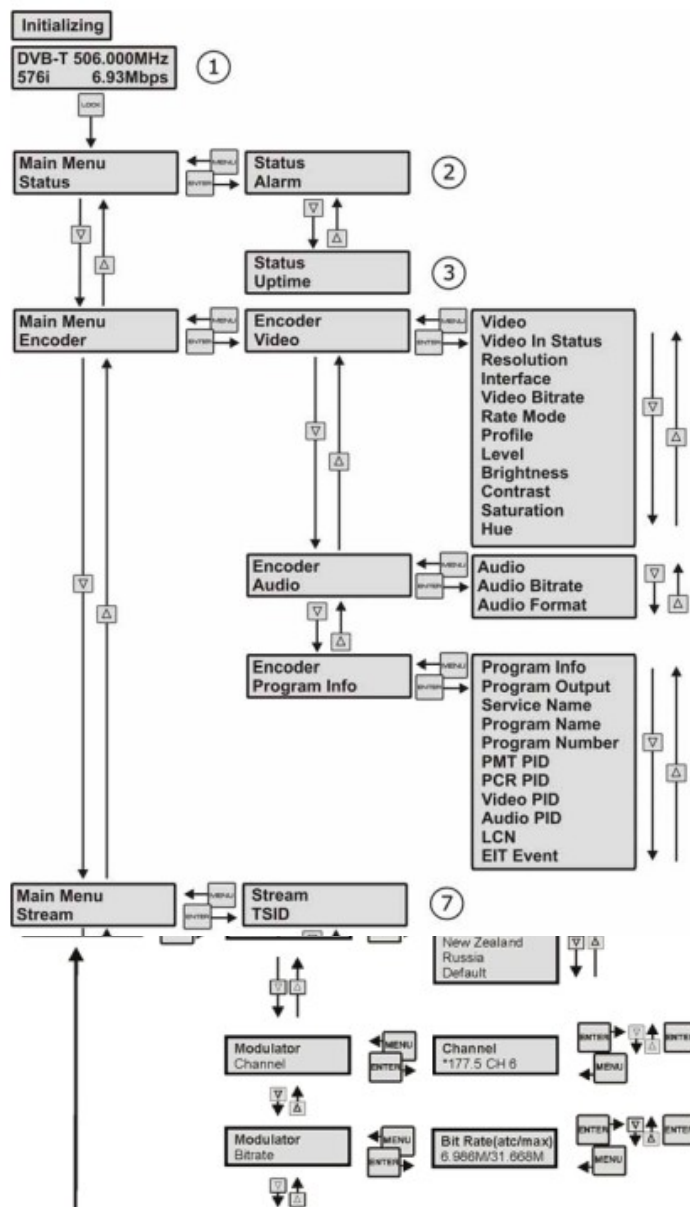 Initializing
DVB-T 506.000MHz
576i 6.93Mbps
1
LOCK
Main Menu
Status
MENU
ENTER
Status
Alarm
2
Status
Uptime
3
Main Menu
Encoder
MENU
ENTER
Encoder
Video
MENU
ENTER
Video
Video In Status
Resolution
Interface
Video Bitrate
Rate Mode
Profile
Level
Brightness
Contrast
Saturation
Hue
Encoder
Audio
MENU
ENTER
Audio
Audio Bitrate
Audio Format
Encoder
Program Info
MENU
ENTER
Program Info
Program Output
Service Name
Program Name
Program Number
PMT PID
PCR PID
Video PID
Audio PID
LCN
EIT Event
Main Menu
Stream
MENU
ENTER
Stream
TSID
7
New Zealand
Russia
Default
Modulator
Channel
MENU
ENTER
Channel
*177.5 CH 6
ENTER
MENU
ENTER
Modulator
Bitrate
MENU
ENTER
Bit Rate(atc/max)
6.986M/31.668M
ENTER
MENU
ENTER